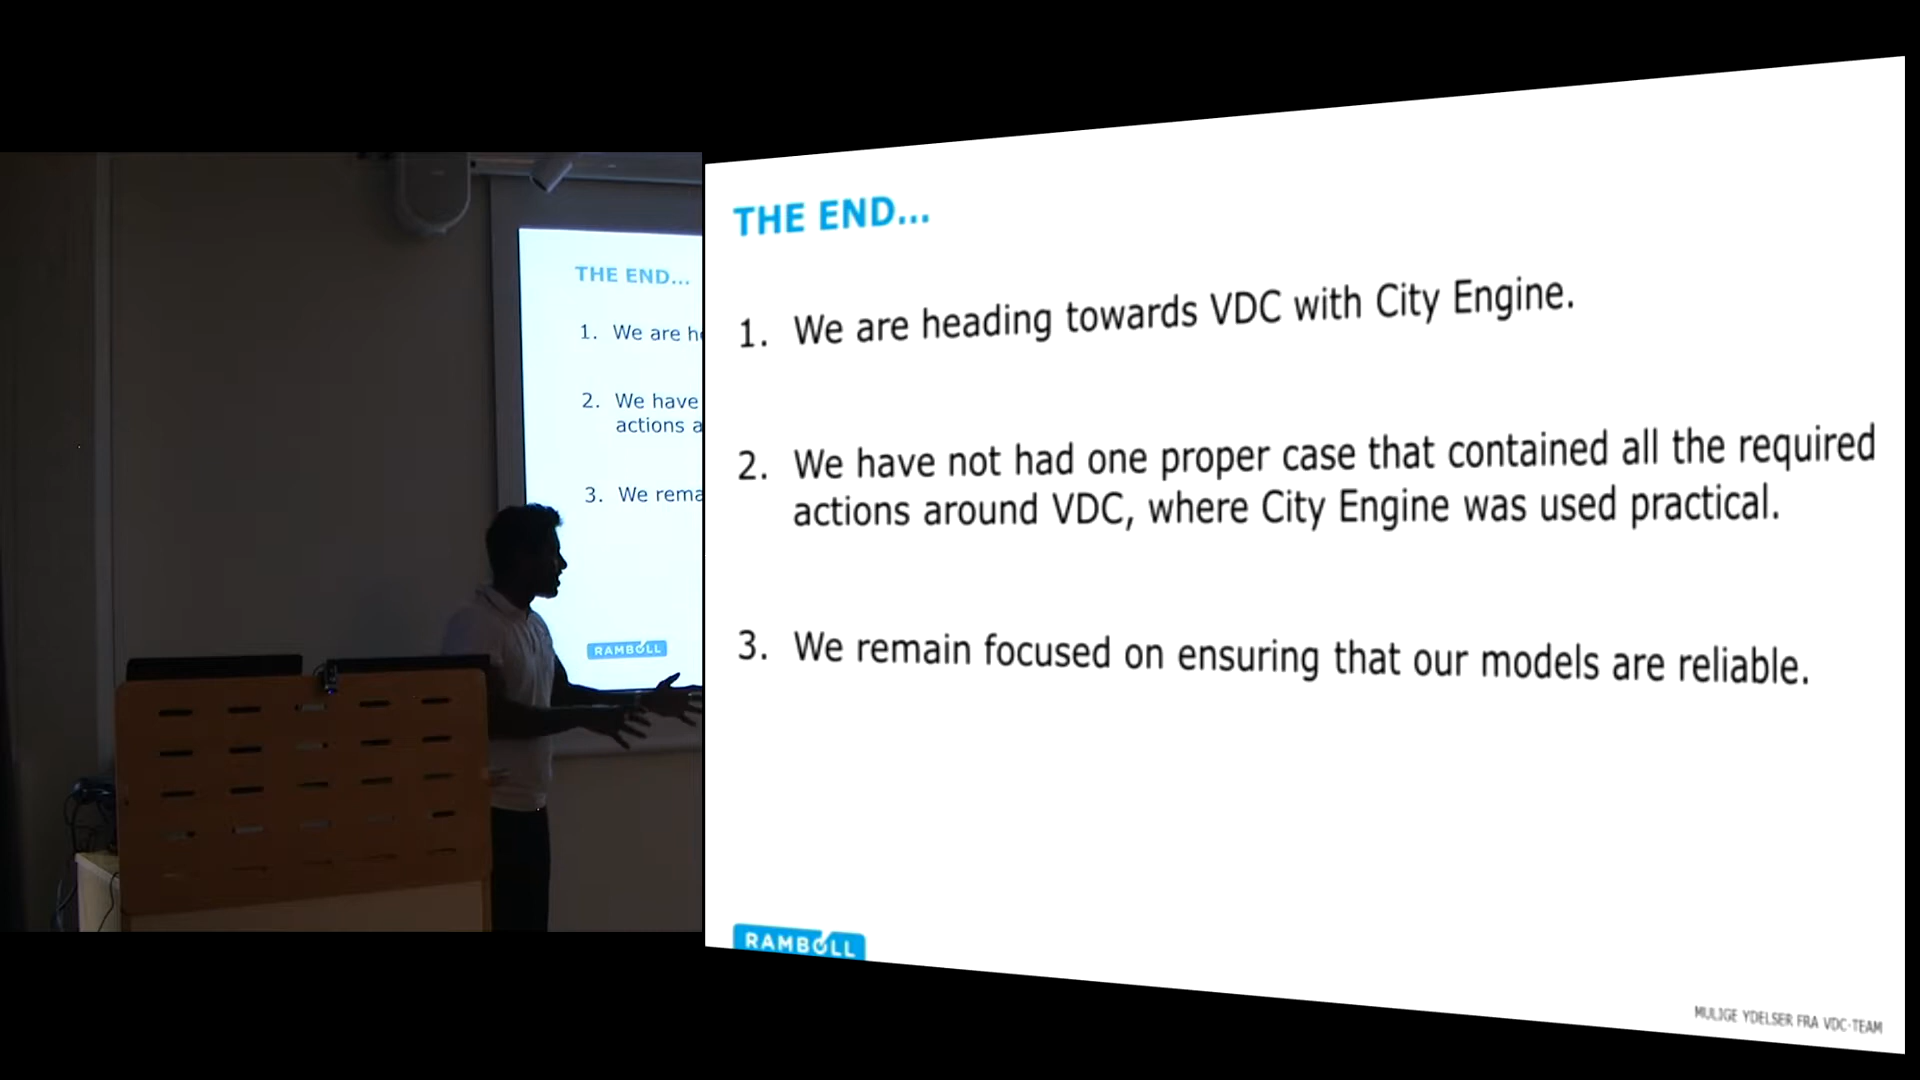 THE END...
1. We are he
2. We have
actions a
3. We rema
RAMBOLL
THE END...
1. We are heading towards VDC with City Engine.
2. We have not had one proper case that contained all the required
actions around VDC, where City Engine was used practical.
3. We remain focused on ensuring that our models are reliable.
RAMBOLL
MULIGE YDELSER FRA VDC-TEAM